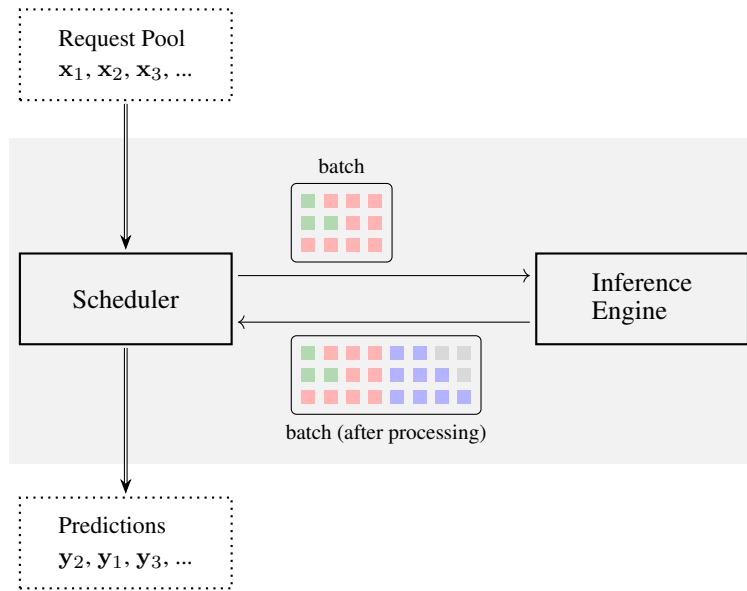 Request Pool
x₁, x₂, x₃, ...
batch
Scheduler
Inference
Engine
batch (after processing)
Predictions
y₂, y₁, y₃, ...